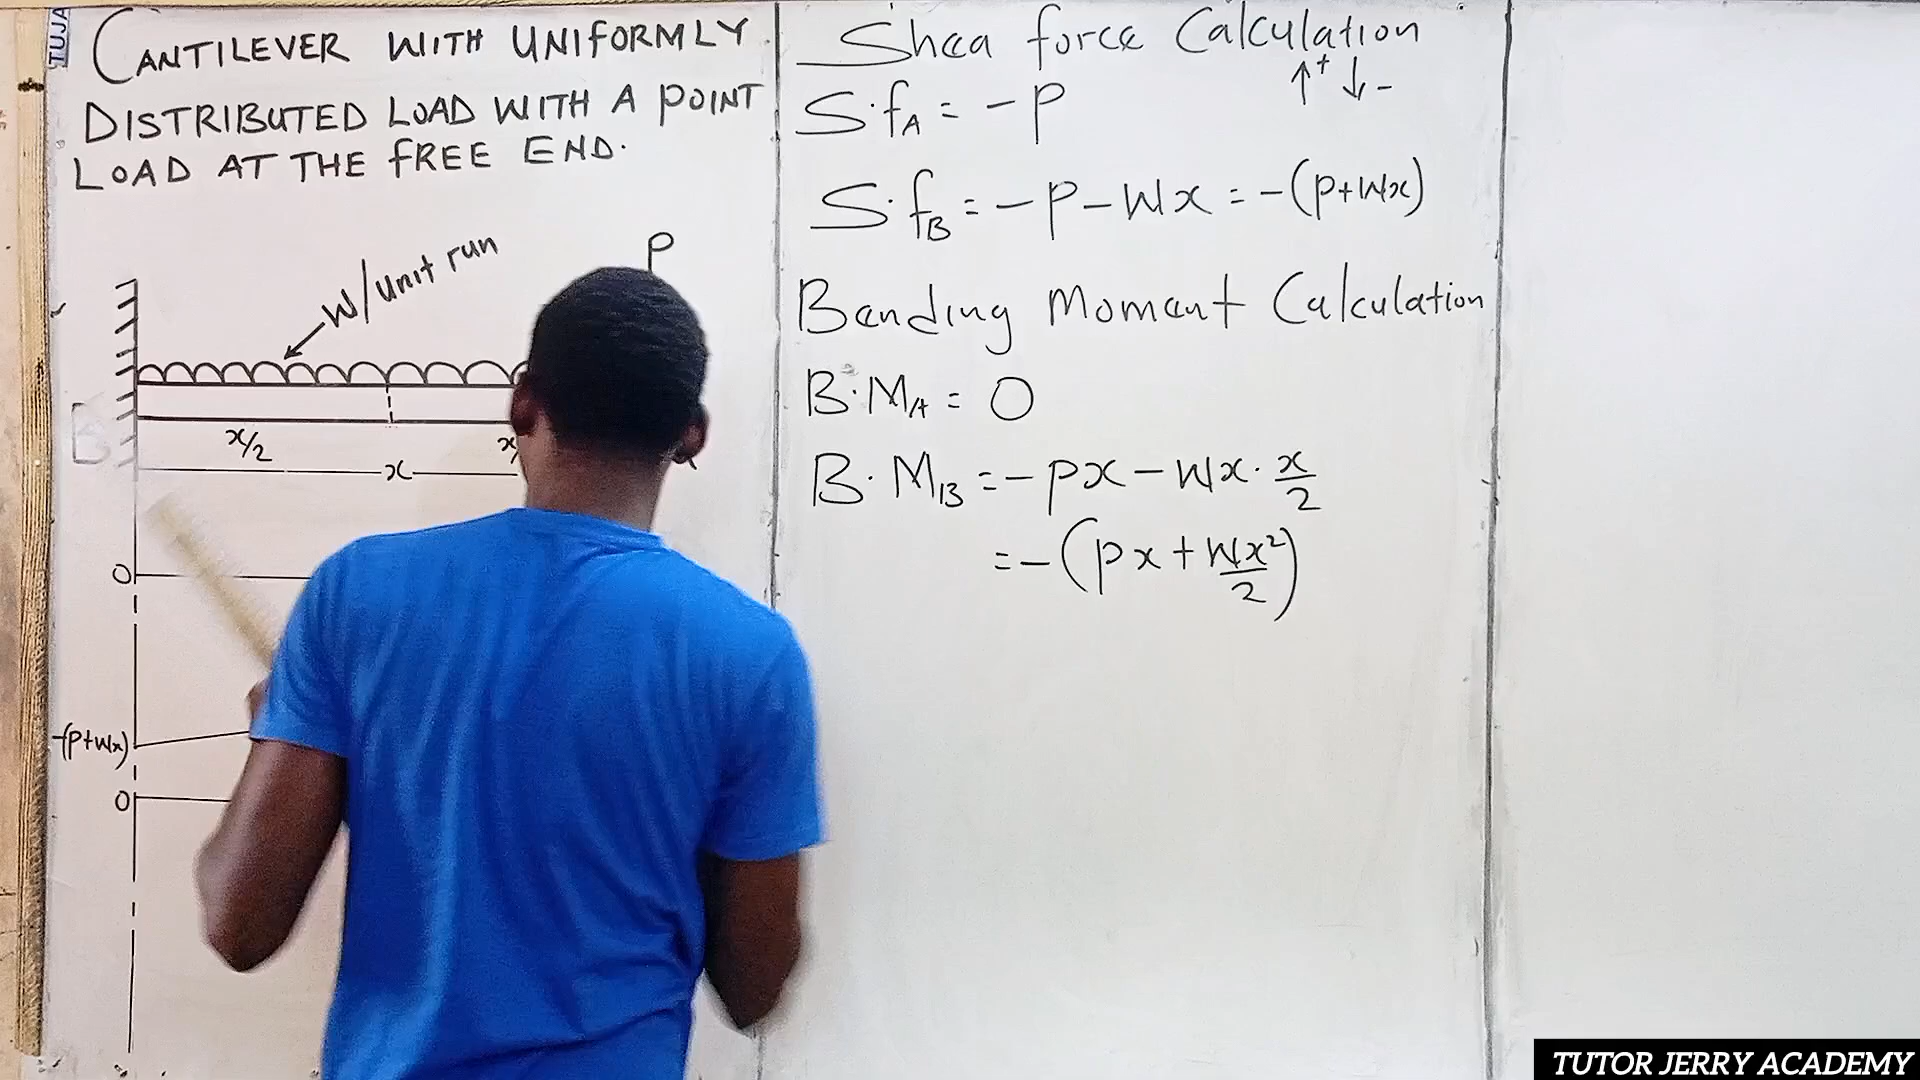 TUJA
CANTILEVER WITH UNIFORMLY
DISTRIBUTED LOAD WITH A POINT
LOAD AT THE FREE END.
P
W/unit run
B
x/2
x/
x
0
-(P+Wx)
0
Shea force Calculation
↑+ ↓-
S.fA = -P
S.fB = -P-Wx = -(P+Wx)
Bending Moment Calculation
B.MA = 0
B.MB = -Px - Wx . x/2
= -(Px + Wx²/2)
TUTOR JERRY ACADEMY